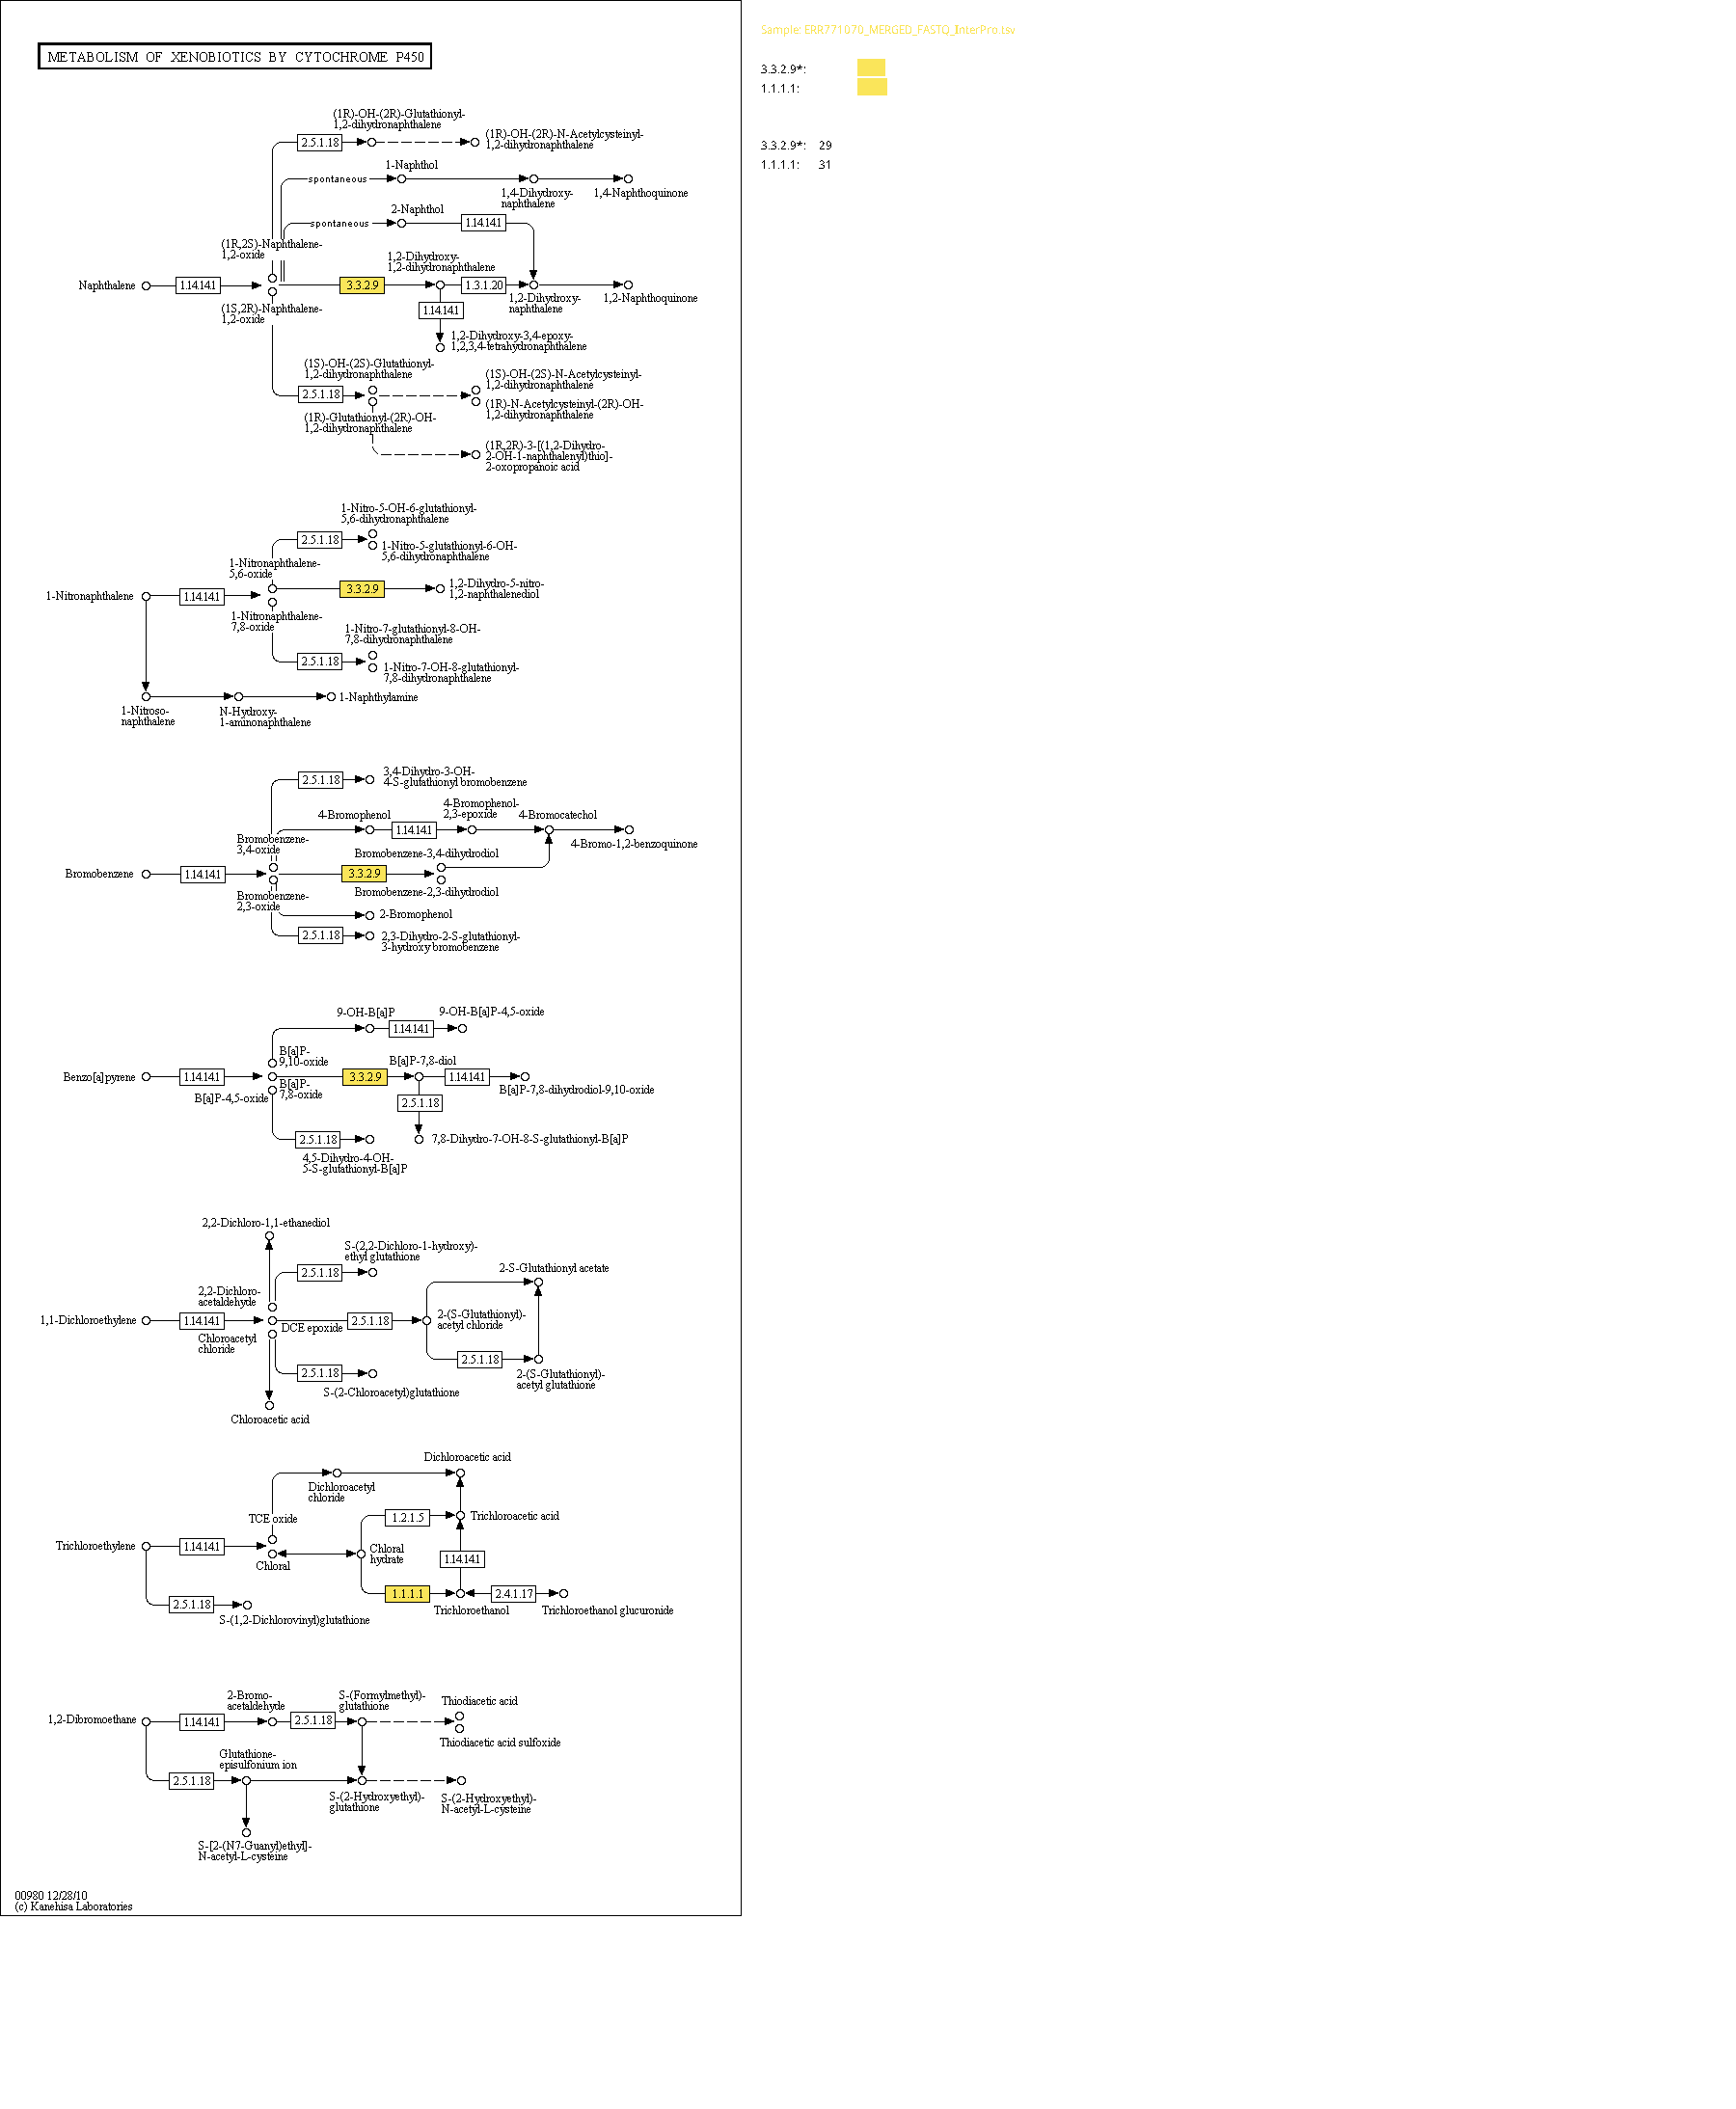 METABOLISM OF XENOBIOTICS BY CYTOCHROME P450
Sample: ERR771070_MERGED_FASTQ_InterPro.tsv
3.3.2.9*:
1.1.1.1:
3.3.2.9*: 29
1.1.1.1: 31
(1R)-OH-(2R)-Glutathionyl-
1,2-dihydronaphthalene
2.5.1.18
(1R)-OH-(2R)-N-Acetylcysteinyl-
1,2-dihydronaphthalene
1-Naphthol
spontaneous
1,4-Dihydroxy-
naphthalene
1,4-Naphthoquinone
2-Naphthol
spontaneous
1.14.14.1
(1R,2S)-Naphthalene-
1,2-oxide
1,2-Dihydroxy-
1,2-dihydronaphthalene
Naphthalene
1.14.14.1
3.3.2.9
1.3.1.20
1,2-Dihydroxy-
naphthalene
1,2-Naphthoquinone
(1S,2R)-Naphthalene-
1,2-oxide
1.14.14.1
1,2-Dihydroxy-3,4-epoxy-
1,2,3,4-tetrahydronaphthalene
(1S)-OH-(2S)-Glutathionyl-
1,2-dihydronaphthalene
2.5.1.18
(1S)-OH-(2S)-N-Acetylcysteinyl-
1,2-dihydronaphthalene
(1R)-N-Acetylcysteinyl-(2R)-OH-
1,2-dihydronaphthalene
(1R)-Glutathionyl-(2R)-OH-
1,2-dihydronaphthalene
(1R,2R)-3-[(1,2-Dihydro-
2-OH-1-naphthalenyl)thio]-
2-oxopropanoic acid
1-Nitro-5-OH-6-glutathionyl-
5,6-dihydronaphthalene
2.5.1.18
1-Nitro-5-glutathionyl-6-OH-
5,6-dihydronaphthalene
1-Nitronaphthalene-
5,6-oxide
1-Nitronaphthalene
1.14.14.1
3.3.2.9
1,2-Dihydro-5-nitro-
1,2-naphthalenediol
1-Nitronaphthalene-
7,8-oxide
1-Nitro-7-glutathionyl-8-OH-
7,8-dihydronaphthalene
2.5.1.18
1-Nitro-7-OH-8-glutathionyl-
7,8-dihydronaphthalene
1-Nitroso-
naphthalene
N-Hydroxy-
1-aminonaphthalene
1-Naphthylamine
2.5.1.18
3,4-Dihydro-3-OH-
4-S-glutathionyl bromobenzene
4-Bromophenol
1.14.14.1
4-Bromophenol-
2,3-epoxide
4-Bromocatechol
4-Bromo-1,2-benzoquinone
Bromobenzene-
3,4-oxide
Bromobenzene-3,4-dihydrodiol
Bromobenzene
1.14.14.1
3.3.2.9
Bromobenzene-2,3-dihydrodiol
Bromobenzene-
2,3-oxide
2-Bromophenol
2.5.1.18
2,3-Dihydro-2-S-glutathionyl-
3-hydroxy bromobenzene
9-OH-B[a]P
1.14.14.1
9-OH-B[a]P-4,5-oxide
B[a]P-
9,10-oxide
B[a]P-7,8-diol
Benzo[a]pyrene
1.14.14.1
3.3.2.9
1.14.14.1
B[a]P-7,8-dihydrodiol-9,10-oxide
B[a]P-
7,8-oxide
B[a]P-4,5-oxide
2.5.1.18
2.5.1.18
7,8-Dihydro-7-OH-8-S-glutathionyl-B[a]P
4,5-Dihydro-4-OH-
5-S-glutathionyl-B[a]P
2,2-Dichloro-1,1-ethanediol
S-(2,2-Dichloro-1-hydroxy)-
ethyl glutathione
2.5.1.18
2-S-Glutathionyl acetate
2,2-Dichloro-
acetaldehyde
1,1-Dichloroethylene
1.14.14.1
DCE epoxide
2.5.1.18
2-(S-Glutathionyl)-
acetyl chloride
Chloroacetyl
chloride
2.5.1.18
2.5.1.18
2-(S-Glutathionyl)-
acetyl glutathione
S-(2-Chloroacetyl)glutathione
Chloroacetic acid
Dichloroacetic acid
Dichloroacetyl
chloride
TCE oxide
1.2.1.5
Trichloroacetic acid
Trichloroethylene
1.14.14.1
Chloral
Chloral
hydrate
1.14.14.1
1.1.1.1
2.4.1.17
Trichloroethanol
Trichloroethanol glucuronide
2.5.1.18
S-(1,2-Dichlorovinyl)glutathione
2-Bromo-
acetaldehyde
S-(Formylmethyl)-
glutathione
Thiodiacetic acid
1,2-Dibromoethane
1.14.14.1
2.5.1.18
Thiodiacetic acid sulfoxide
Glutathione-
episulfonium ion
2.5.1.18
S-(2-Hydroxyethyl)-
glutathione
S-(2-Hydroxyethyl)-
N-acetyl-L-cysteine
S-[2-(N7-Guanyl)ethyl]-
N-acetyl-L-cysteine
00980 12/28/10
(c) Kanehisa Laboratories